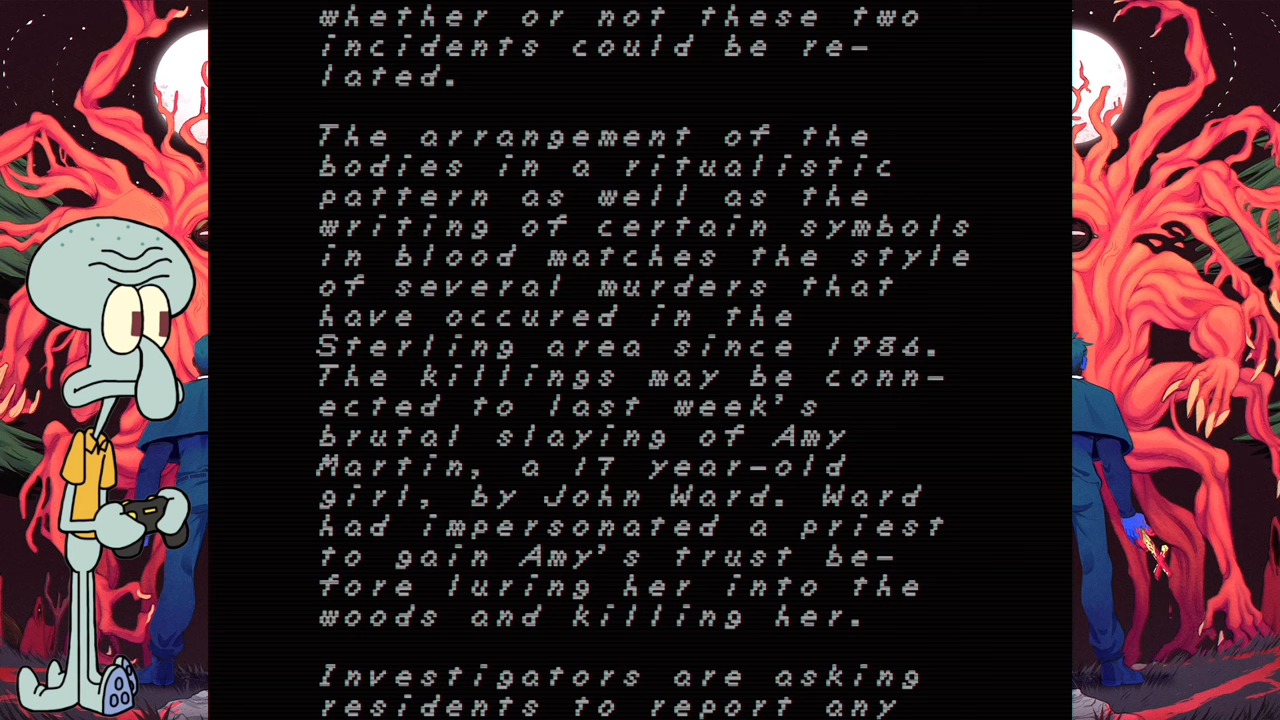 whether or not these two
incidents could be re-
lated.
The arrangement of the
bodies in a ritualistic
pattern as well as the
writing of certain symbols
in blood matches the style
of several murders that
have occured in the
Sterling area since 1986.
The killings may be conn-
ected to last week's
brutal slaying of Amy
Martin, a 17 year-old
girl, by John Ward. Ward
had impersonated a priest
to gain Amy's trust be-
fore luring her into the
woods and killing her.
Investigators are asking
residents to report any